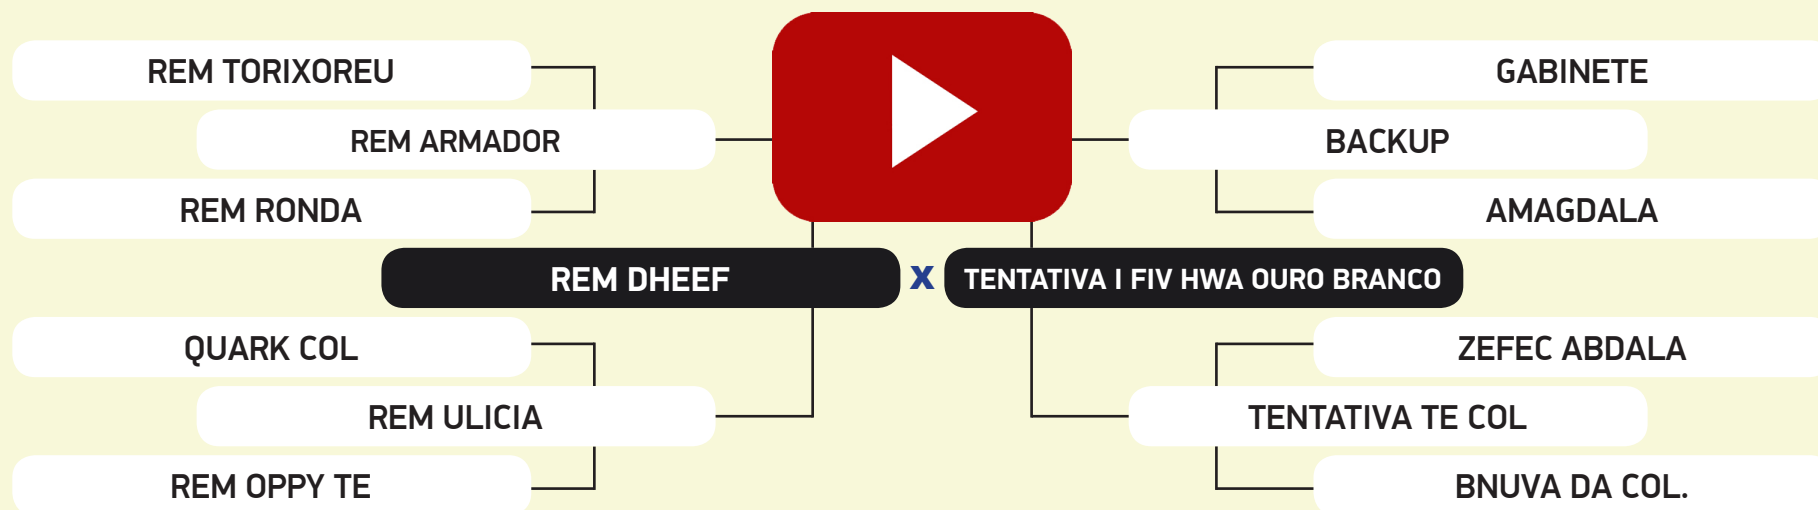 REM TORIXOREU
GABINETE
REM ARMADOR
BACKUP
REM RONDA
AMAGDALA
REM DHEEF X TENTATIVA I FIV HWA OURO BRANCO
QUARK COL
ZEFEC ABDALA
REM ULICIA
TENTATIVA TE COL
REM OPPY TE
BNUVA DA COL.